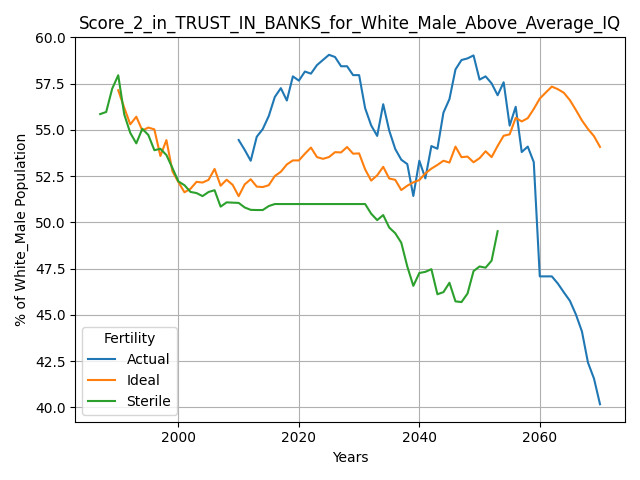 Score_2_in_TRUST_IN_BANKS_for_White_Male_Above_Average_IQ
% of White_Male Population
60.0
57.5
55.0
52.5
50.0
47.5
45.0
42.5
40.0
Fertility
Actual
Ideal
Sterile
2000
2020
2040
2060
Years